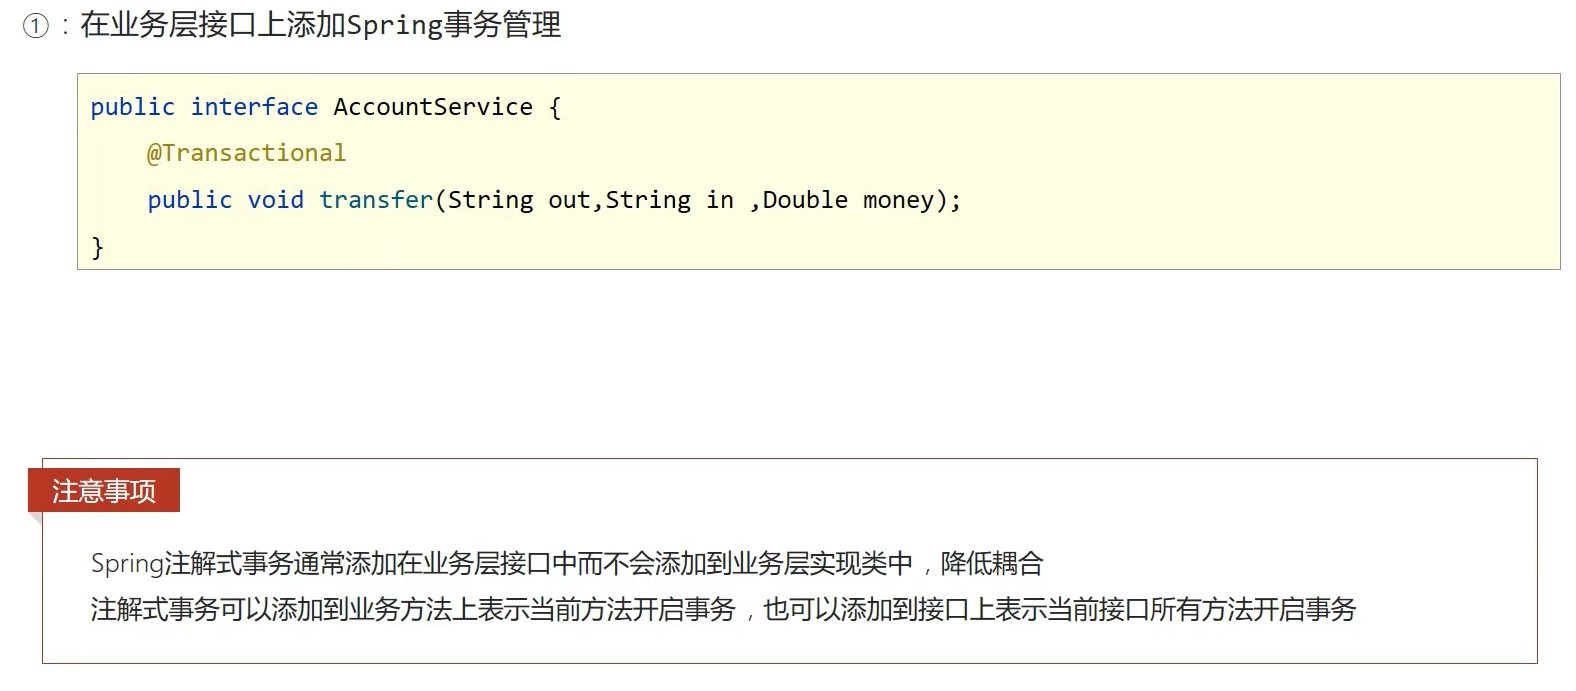 ①：在业务层接口上添加Spring事务管理
public interface AccountService {
    @Transactional
    public void transfer(String out,String in ,Double money);
}
注意事项
Spring注解式事务通常添加在业务层接口中而不会添加到业务层实现类中，降低耦合
注解式事务可以添加到业务方法上表示当前方法开启事务，也可以添加到接口上表示当前接口所有方法开启事务